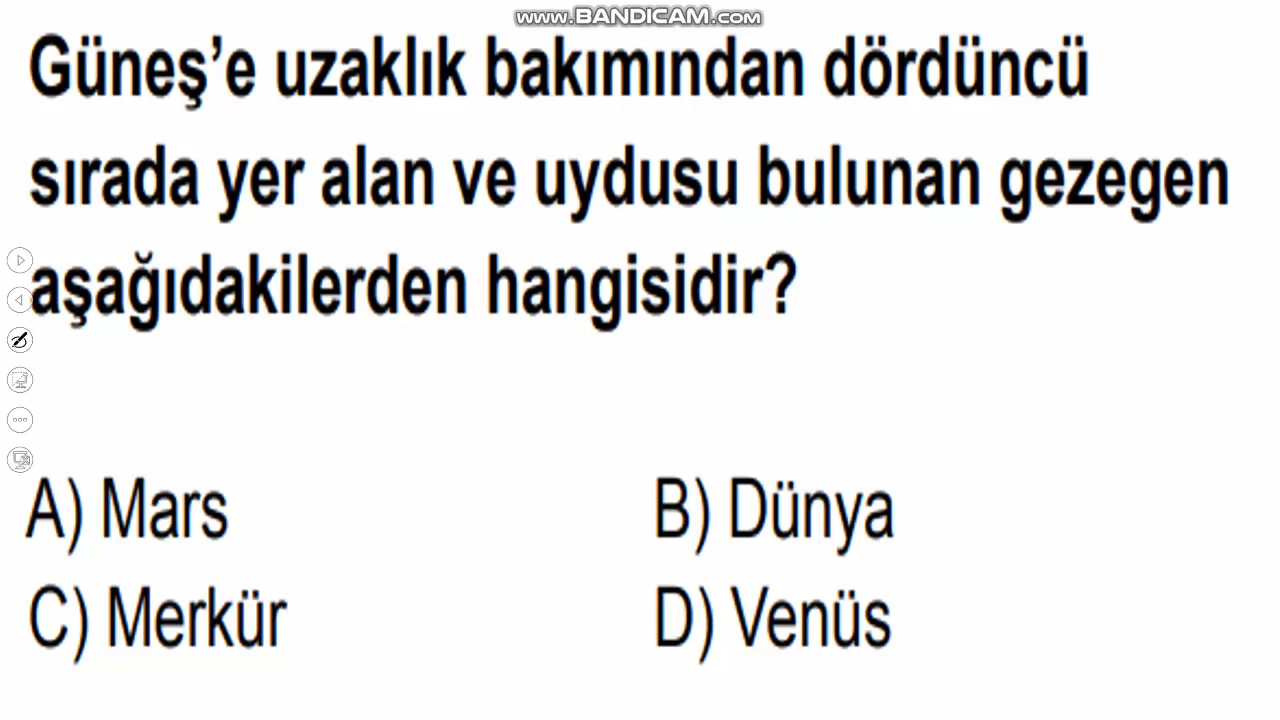 www.BANDICAM.com
Güneş’e uzaklık bakımından dördüncü
sırada yer alan ve uydusu bulunan gezegen
aşağıdakilerden hangisidir?
A) Mars
B) Dünya
C) Merkür
D) Venüs